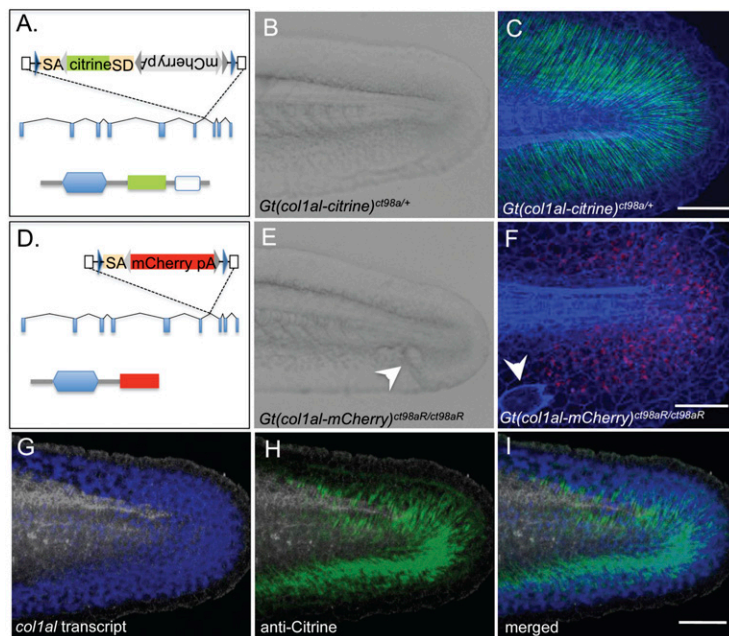 A.
SA citrine SD mCherry pA
B
Gt(col1al-citrine)ct98a/+
C
Gt(col1al-citrine)ct98a/+
D.
SA mCherry pA
E
Gt(col1al-mCherry)ct98aR/ct98aR
F
Gt(col1al-mCherry)ct98aR/ct98aR
G
col1al transcript
H
anti-Citrine
I
merged